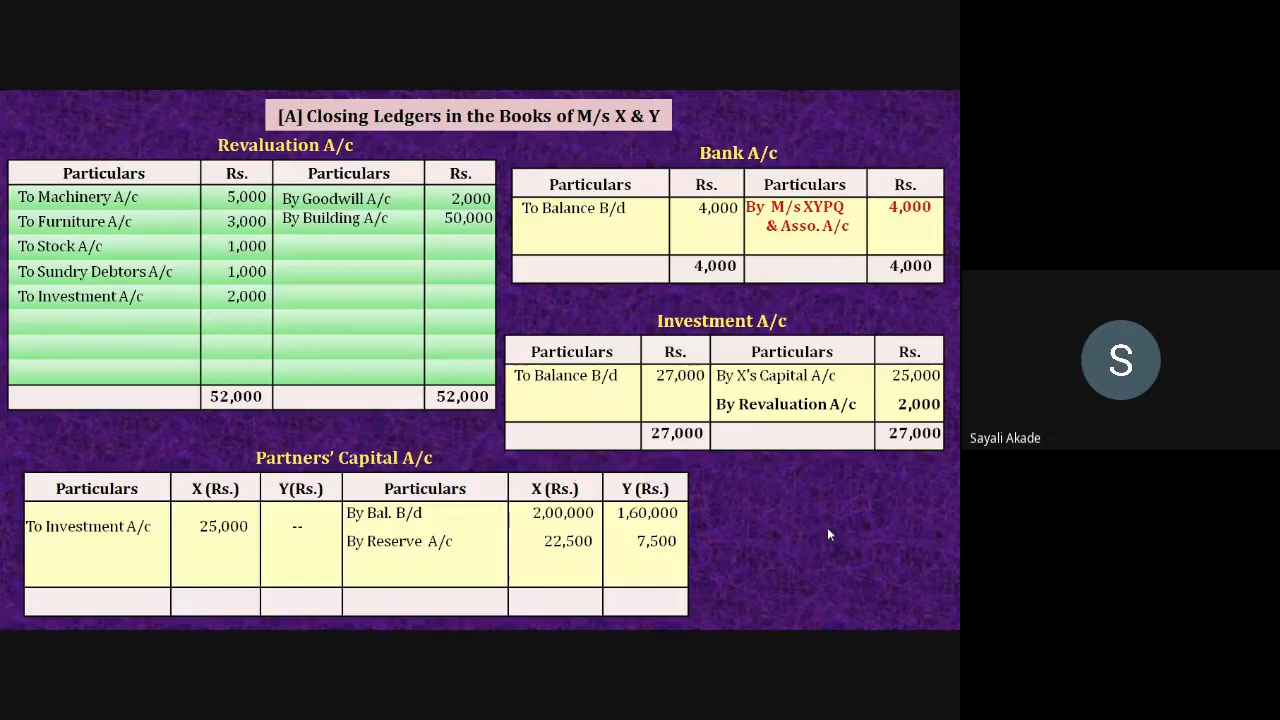 [A] Closing Ledgers in the Books of M/s X & Y
Revaluation A/c
Particulars Rs. Particulars Rs.
To Machinery A/c 5,000 By Goodwill A/c 2,000
To Furniture A/c 3,000 By Building A/c 50,000
To Stock A/c 1,000
To Sundry Debtors A/c 1,000
To Investment A/c 2,000
52,000 52,000
Bank A/c
Particulars Rs. Particulars Rs.
To Balance B/d 4,000 By M/s XYPQ 4,000
& Asso. A/c
4,000 4,000
Investment A/c
Particulars Rs. Particulars Rs.
To Balance B/d 27,000 By X's Capital A/c 25,000
By Revaluation A/c 2,000
27,000 27,000
Partners' Capital A/c
Particulars X (Rs.) Y(Rs.) Particulars X (Rs.) Y (Rs.)
By Bal. B/d 2,00,000 1,60,000
To Investment A/c 25,000 --
By Reserve A/c 22,500 7,500
S
Sayali Akade